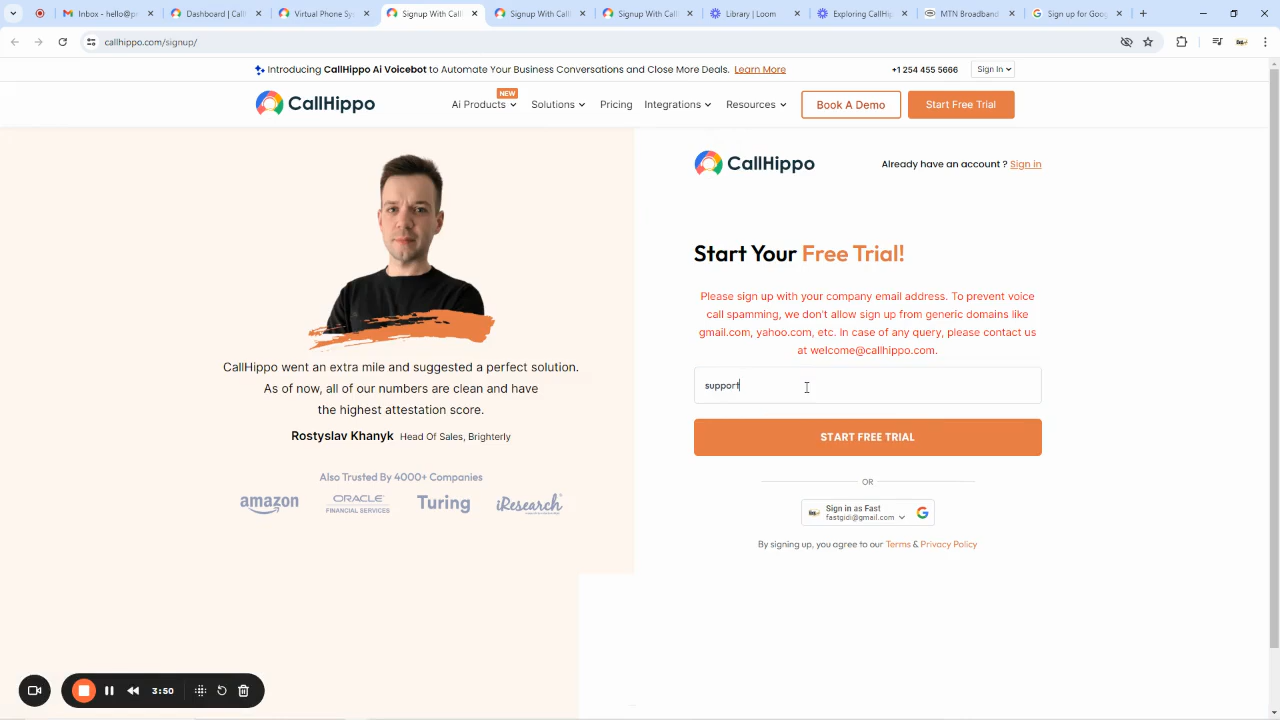 Inbox - hello@pr
Dashboard | Call
Virtual Phone Sy
Signup With Call
Signup With Call
Signup With Call
Library | Loom
Exploring CallHip
MTN Broadband
Sign up for Goog
callhippo.com/signup/
Introducing CallHippo Ai Voicebot to Automate Your Business Conversations and Close More Deals. Learn More
+1 254 455 5666
Sign In
CallHippo
NEW
Ai Products
Solutions
Pricing
Integrations
Resources
Book A Demo
Start Free Trial
CallHippo
Already have an account ? Sign in
Start Your Free Trial!
Please sign up with your company email address. To prevent voice
call spamming, we don't allow sign up from generic domains like
gmail.com, yahoo.com, etc. In case of any query, please contact us
at welcome@callhippo.com.
support
START FREE TRIAL
OR
Sign in as Fast
fastgidi@gmail.com
By signing up, you agree to our Terms & Privacy Policy
CallHippo went an extra mile and suggested a perfect solution.
As of now, all of our numbers are clean and have
the highest attestation score.
Rostyslav Khanyk Head Of Sales, Brighterly
Also Trusted By 4000+ Companies
amazon
ORACLE
FINANCIAL SERVICES
Turing
iResearch
3:50